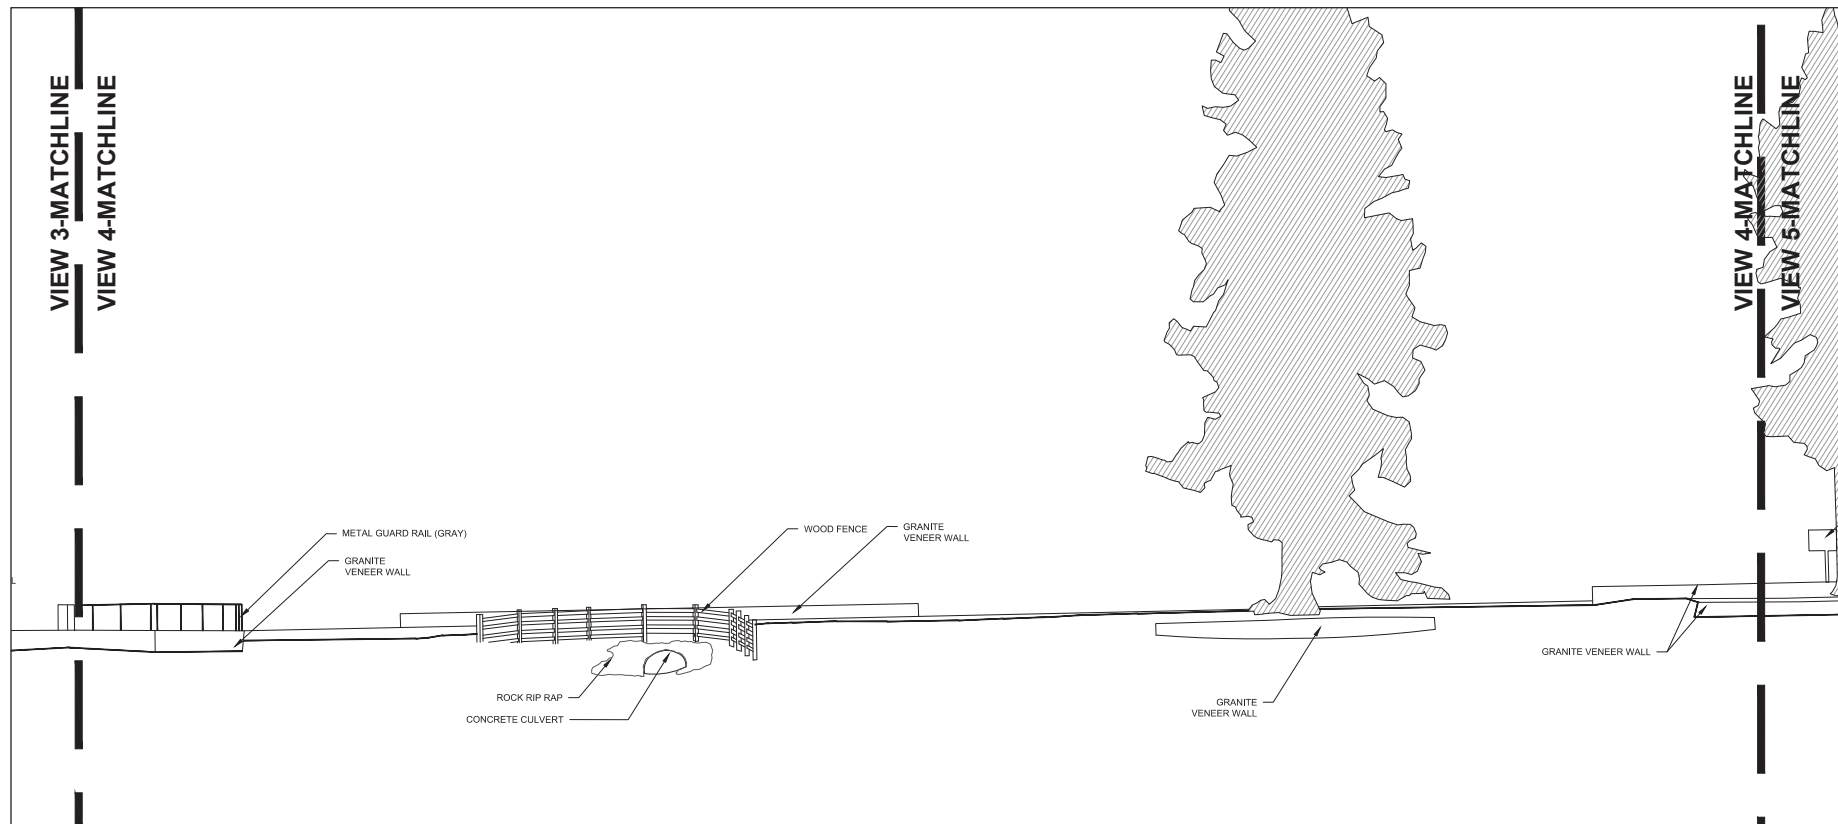 VIEW 3-MATCHLINE
VIEW 4-MATCHLINE
VIEW 4-MATCHLINE
VIEW 5-MATCHLINE
METAL GUARD RAIL (GRAY)
GRANITE
VENEER WALL
WOOD FENCE
GRANITE
VENEER WALL
L
ROCK RIP RAP
CONCRETE CULVERT
GRANITE
VENEER WALL
GRANITE VENEER WALL